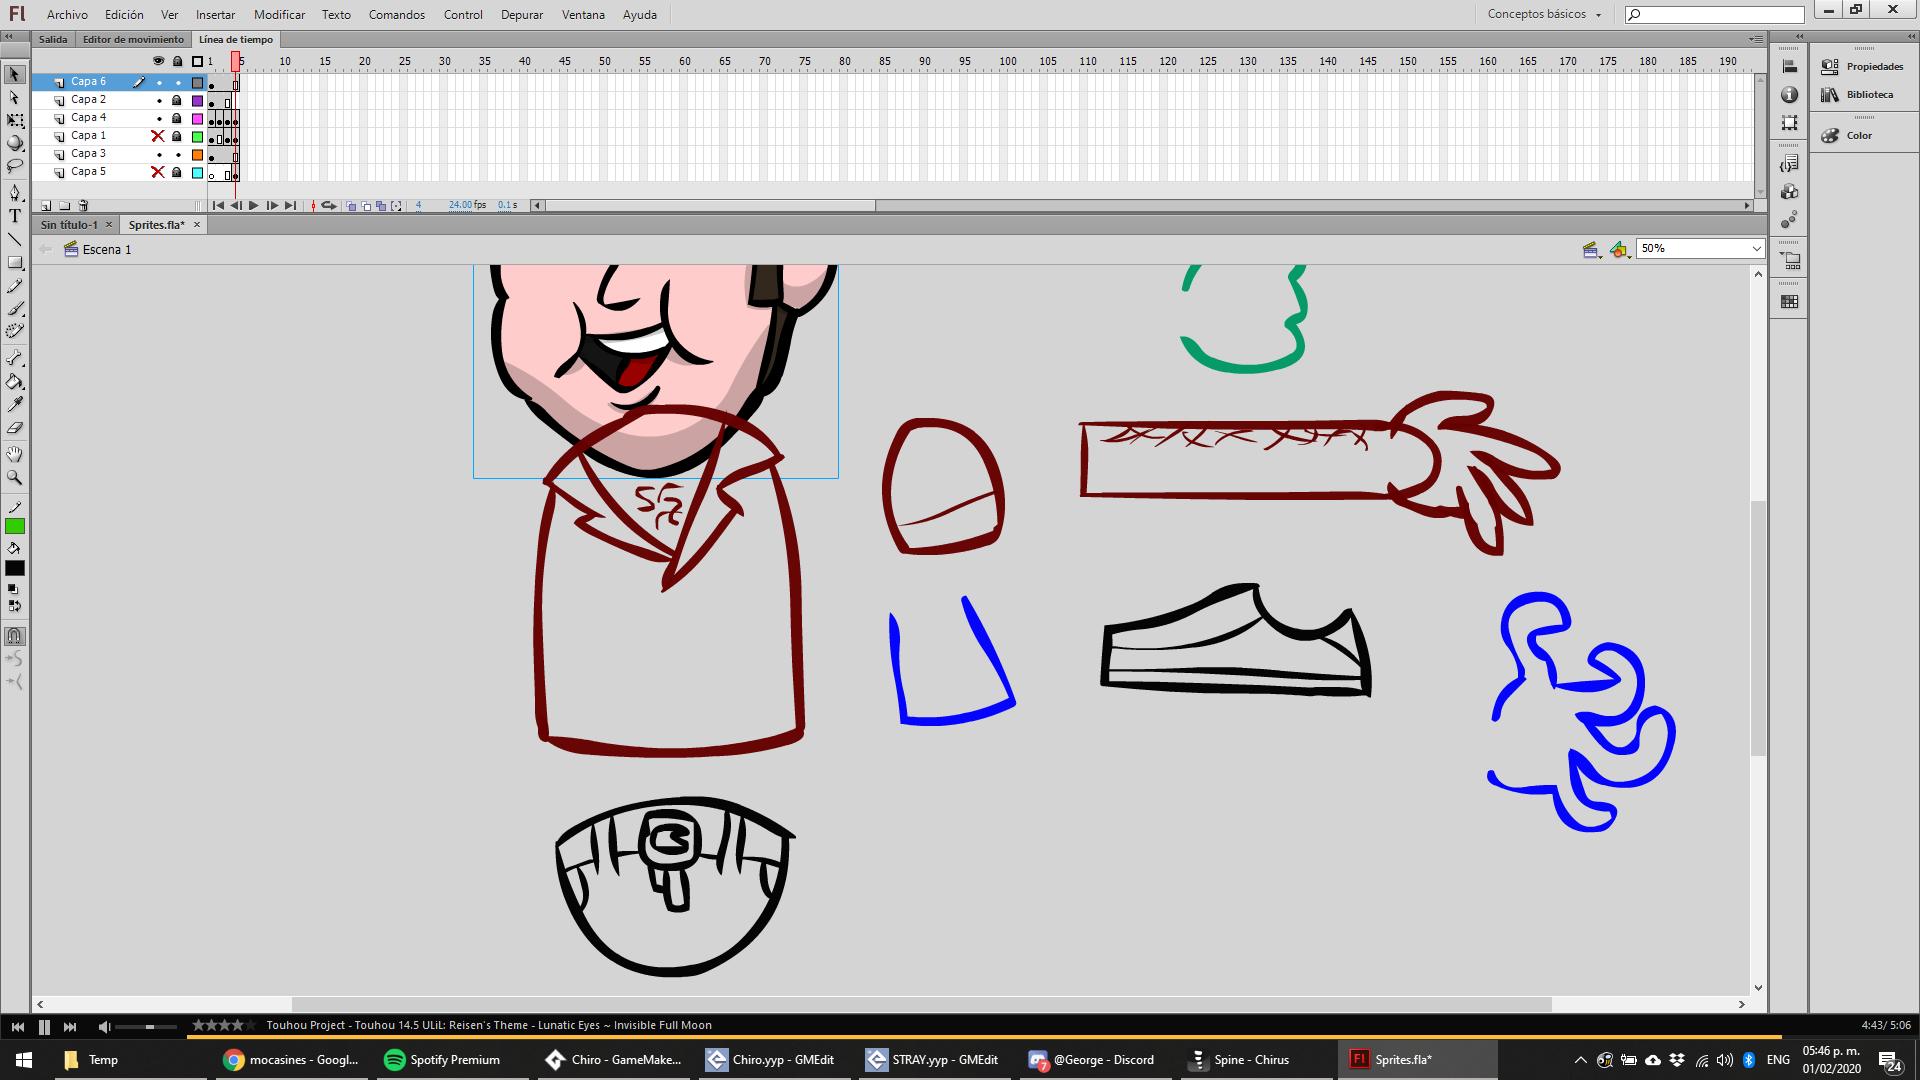 Fl Archivo Edición Ver Insertar Modificar Texto Comandos Control Depurar Ventana Ayuda Conceptos básicos
Salida Editor de movimiento Línea de tiempo
1 5 10 15 20 25 30 35 40 45 50 55 60 65 70 75 80 85 90 95 100 105 110 115 120 125 130 135 140 145 150 155 160 165 170 175 180 185 190
Capa 6
Capa 2
Capa 4
Capa 1
Capa 3
Capa 5
4 24.00 fps 0.1 s
Propiedades
Biblioteca
Color
Sin título-1 Sprites.fla*
Escena 1 50%
4:43/ 5:06
Touhou Project - Touhou 14.5 ULiL: Reisen's Theme - Lunatic Eyes ~ Invisible Full Moon
Temp mocasines - Googl... Spotify Premium Chiro - GameMake... Chiro.yyp - GMEdit STRAY.yyp - GMEdit @George - Discord Spine - Chirus Sprites.fla* ENG 05:46 p. m.
01/02/2020
7
24